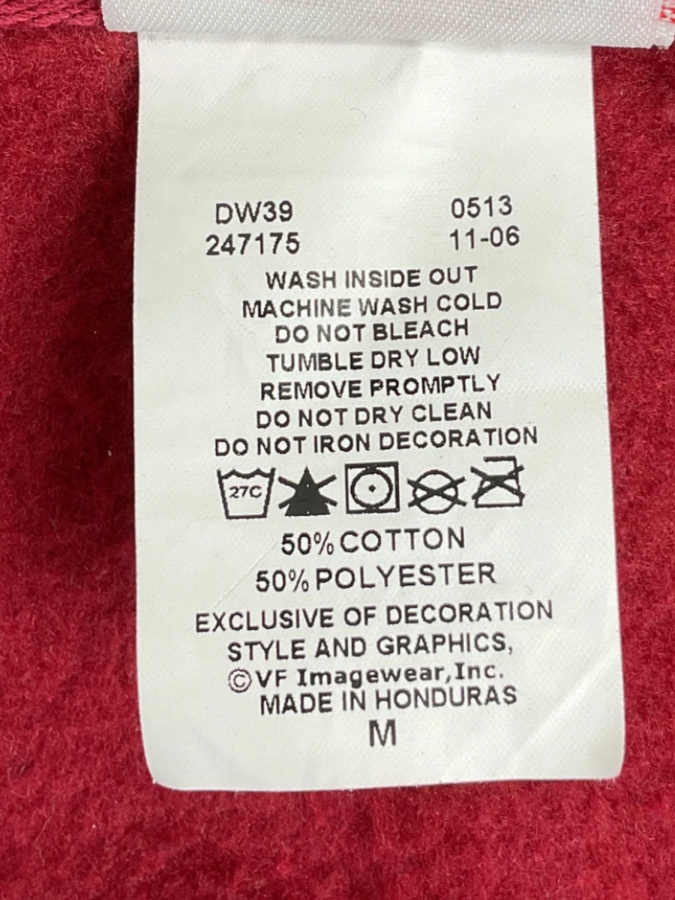 DW39 0513
247175 11-06
WASH INSIDE OUT
MACHINE WASH COLD
DO NOT BLEACH
TUMBLE DRY LOW
REMOVE PROMPTLY
DO NOT DRY CLEAN
DO NOT IRON DECORATION
27C
50% COTTON
50% POLYESTER
EXCLUSIVE OF DECORATION
STYLE AND GRAPHICS,
©VF Imagewear, Inc.
MADE IN HONDURAS
M